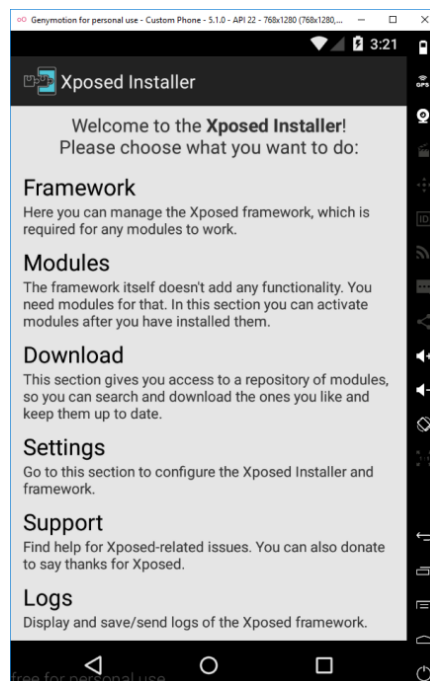 Genymotion for personal use - Custom Phone - 5.1.0 - API 22 - 768x1280 (768x1280,...
3:21
Xposed Installer
GPS
Welcome to the Xposed Installer!
Please choose what you want to do:
Framework
Here you can manage the Xposed framework, which is
required for any modules to work.
ID
Modules
The framework itself doesn't add any functionality. You
need modules for that. In this section you can activate
modules after you have installed them.
Download
This section gives you access to a repository of modules,
so you can search and download the ones you like and
keep them up to date.
Settings
Go to this section to configure the Xposed Installer and
framework.
Support
Find help for Xposed-related issues. You can also donate
to say thanks for Xposed.
Logs
Display and save/send logs of the Xposed framework.
free for personal use